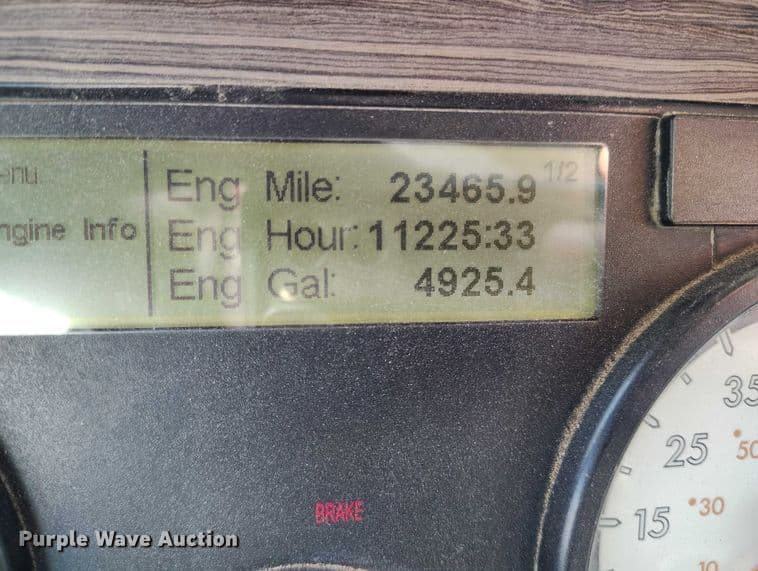 1/2
Eng Mile: 23465.9
ngine Info
Eng Hour: 11225:33
Eng Gal: 4925.4
35
25
50
15
30
10
BRAKE
Purple Wave Auction